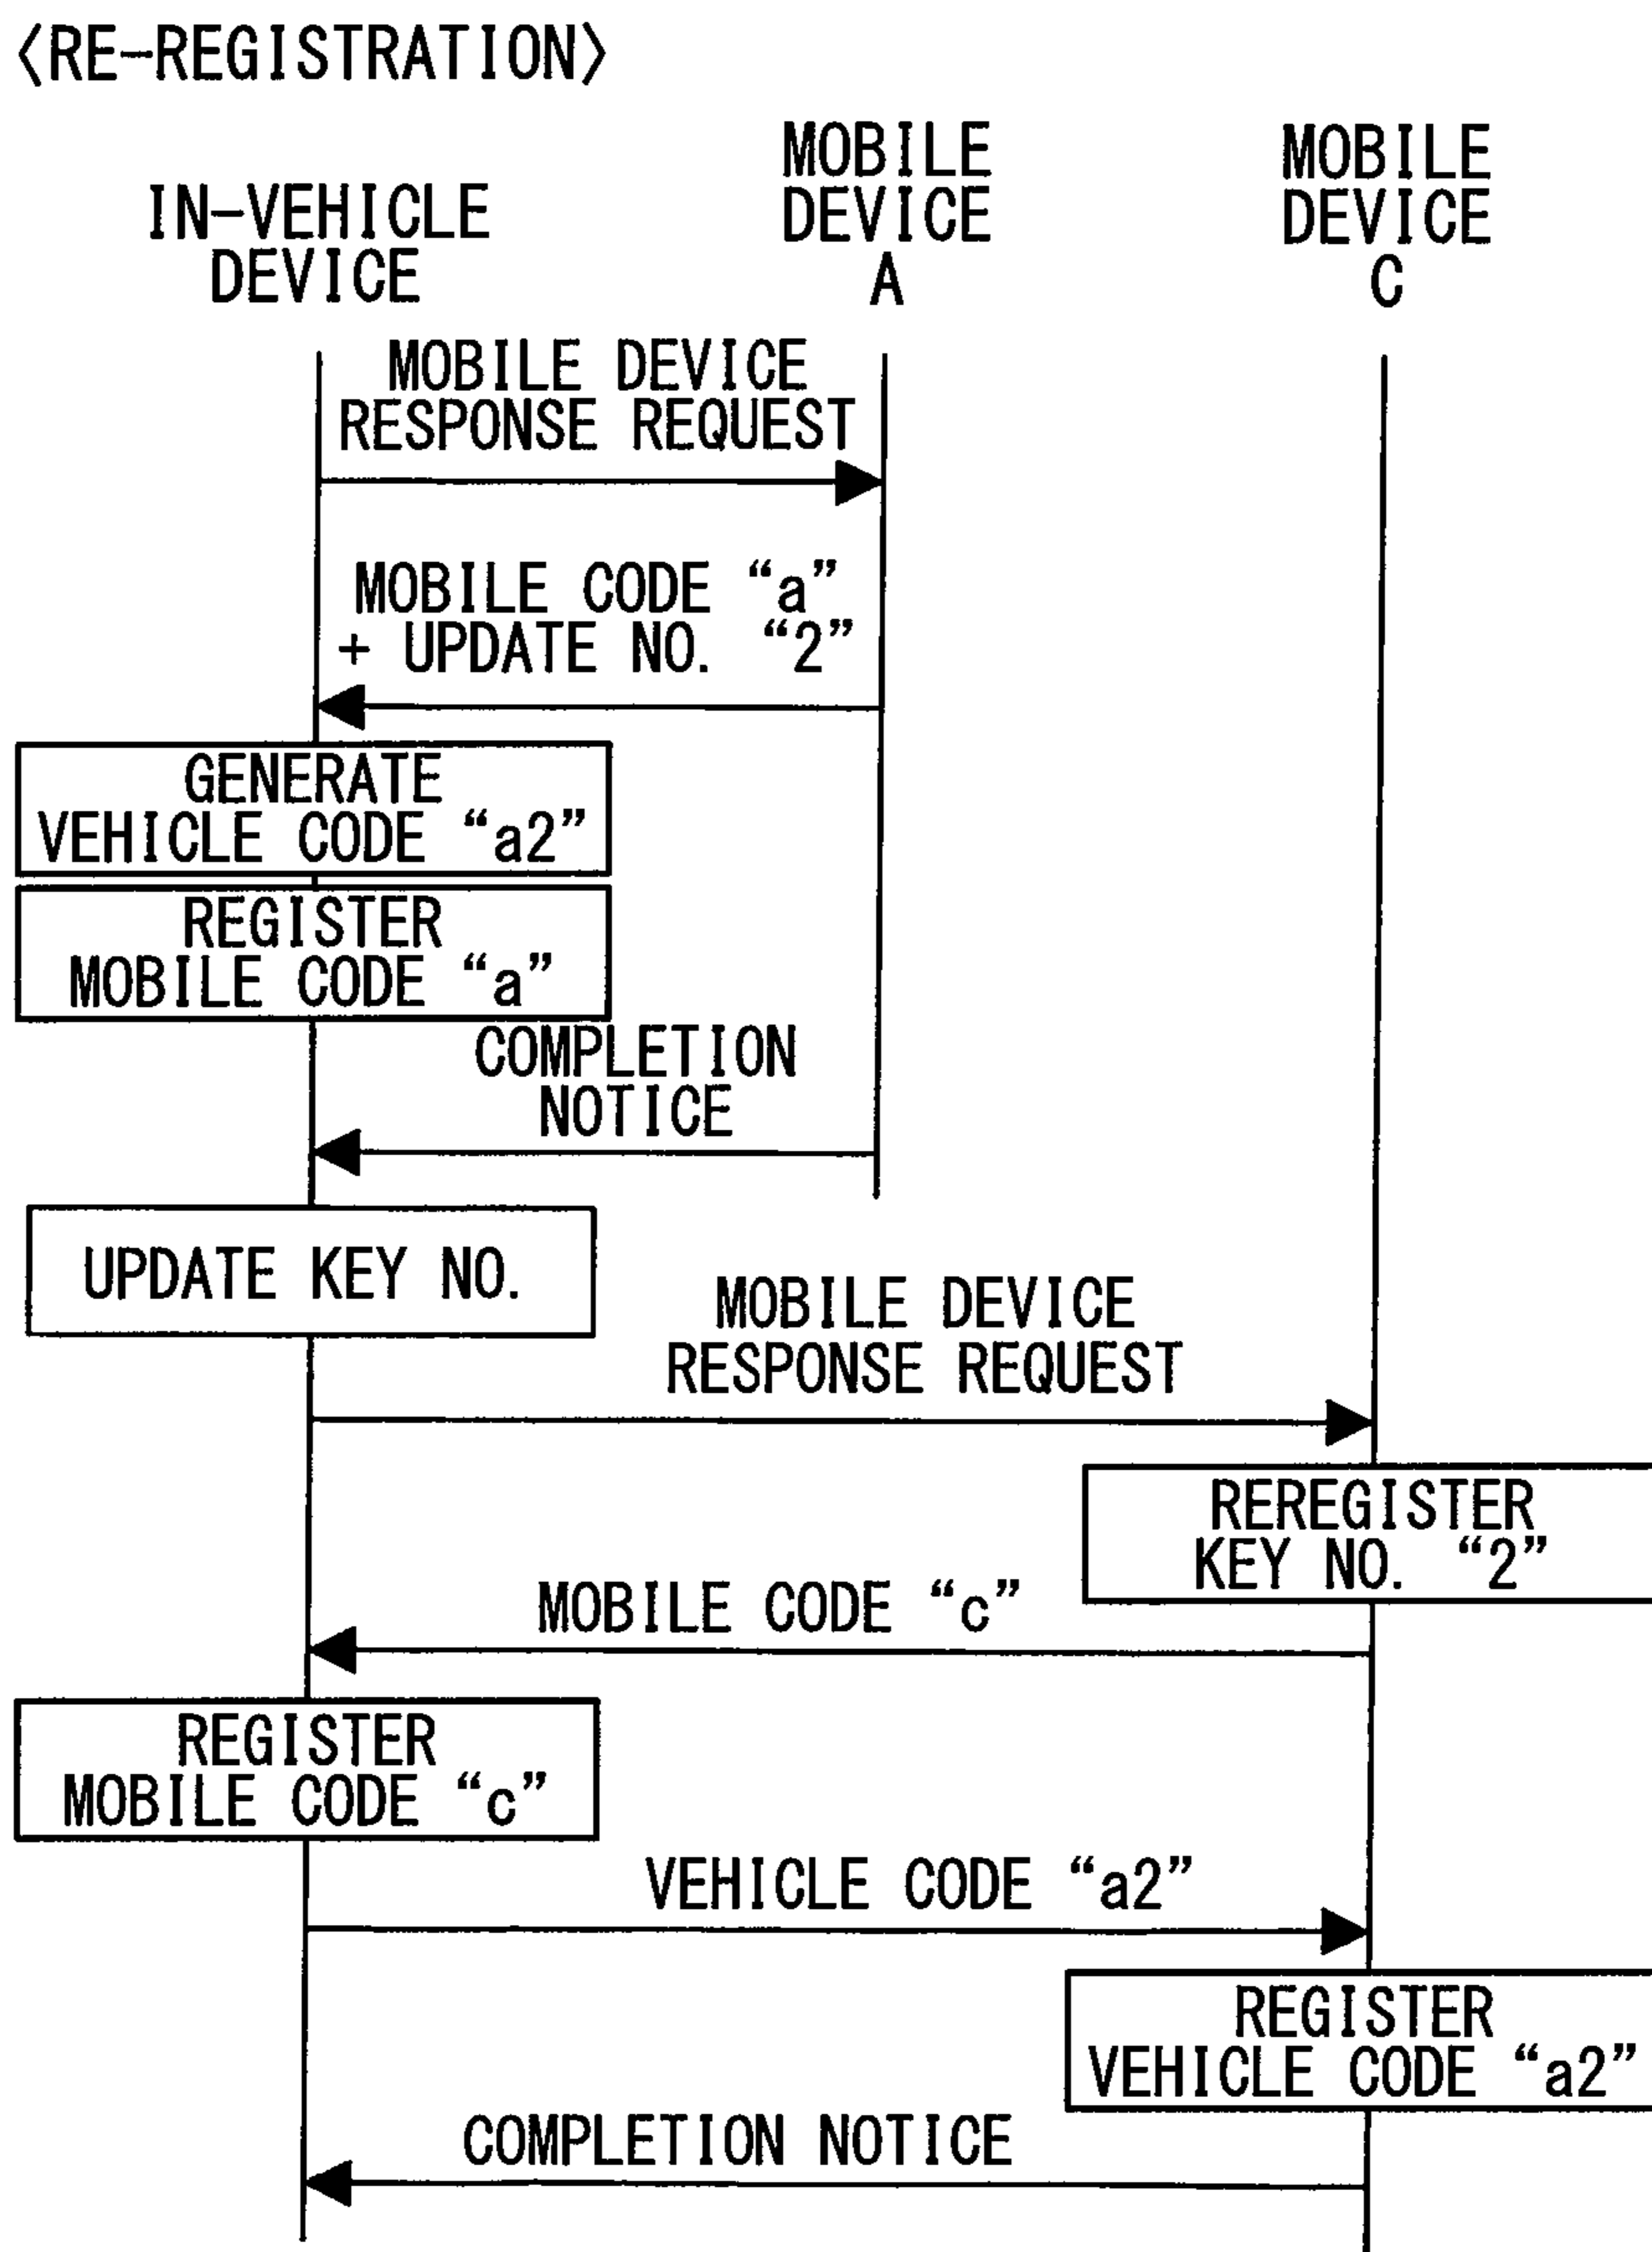 〈RE-REGISTRATION〉
IN-VEHICLE
DEVICE
MOBILE
DEVICE
A
MOBILE
DEVICE
C
MOBILE DEVICE
RESPONSE REQUEST
MOBILE CODE “a”
+ UPDATE NO. “2”
GENERATE
VEHICLE CODE “a2”
REGISTER
MOBILE CODE “a”
COMPLETION
NOTICE
UPDATE KEY NO.
MOBILE DEVICE
RESPONSE REQUEST
REREGISTER
KEY NO. “2”
MOBILE CODE “c”
REGISTER
MOBILE CODE “c”
VEHICLE CODE “a2”
REGISTER
VEHICLE CODE “a2”
COMPLETION NOTICE